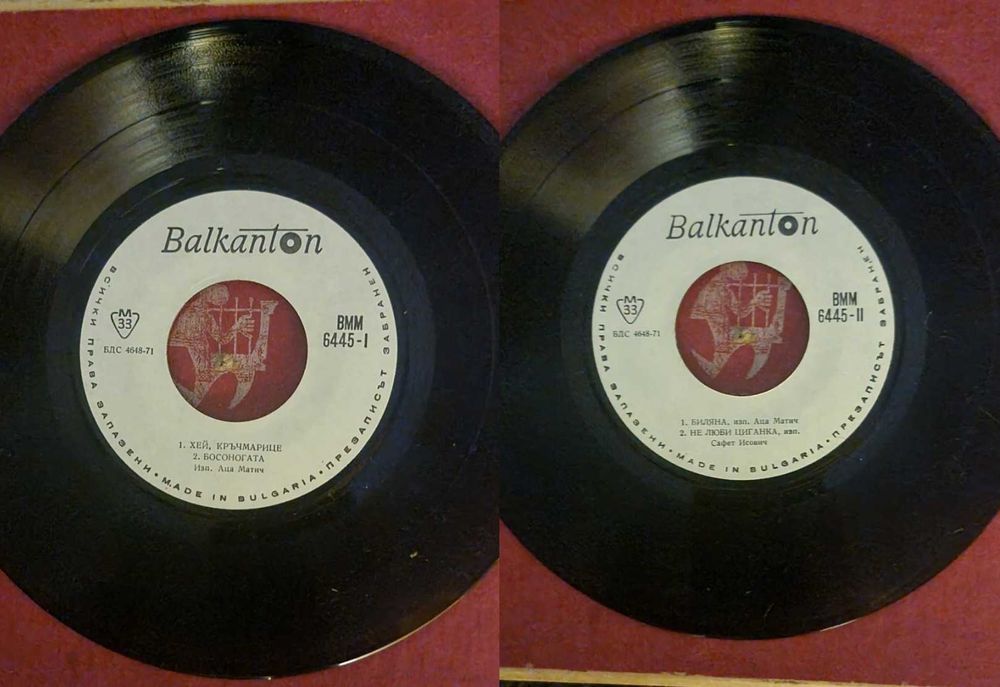 Balkanton
M
33
БДС 4648-71
ВММ
6445-I
1. ХЕЙ, КРЪЧМАРИЦЕ
2. БОСОНОГАТА
Изп. Аца Матич
ВСИЧКИ ПРАВА ЗАПАЗЕНИ • MADE IN BULGARIA • ПРЕЗАПИСЪТ ЗАБРАНЕН
Balkanton
M
33
БДС 4648-71
ВММ
6445-II
1. БИЛЯНА, изп. Аца Матич
2. НЕ ЛЮБИ ЦИГАНКА, изп.
Сафет Исович
ВСИЧКИ ПРАВА ЗАПАЗЕНИ • MADE IN BULGARIA • ПРЕЗАПИСЪТ ЗАБРАНЕН